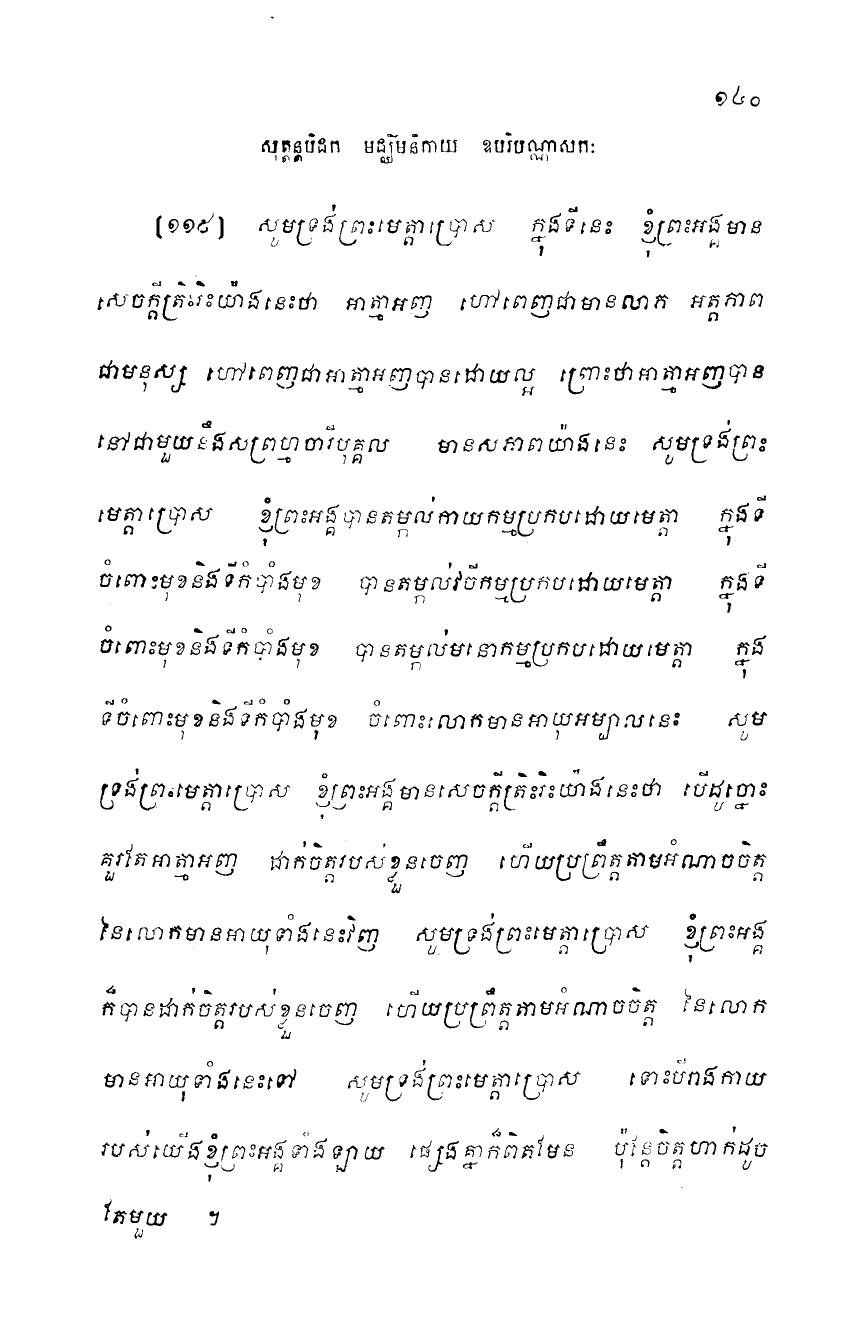 ១៤០
សុត្តន្តបិដក មជ្ឈិមនិកាយ ឧបរិបណ្ណាសកៈ
(១១៩) សូមទ្រង់ព្រះមេត្តាប្រោស ក្នុងទីនេះ ខ្ញុំព្រះអង្គមាន
សេចក្តីត្រិះរិះយ៉ាងនេះថា អាត្មាអញ ហៅពេញជាមានលាភ អត្តភាព
ជាមនុស្ស ហៅពេញជាអាត្មាអញបានដោយល្អ ព្រោះថាអាត្មាអញបាន
នៅជាមួយនឹងសព្រហ្មចារីបុគ្គល មានសភាពយ៉ាងនេះ សូមទ្រង់ព្រះ
មេត្តាប្រោស ខ្ញុំព្រះអង្គបានតម្កល់កាយកម្មប្រកបដោយមេត្តា ក្នុងទី
ចំពោះមុខនិងទីកំបាំងមុខ បានតម្កល់វចីកម្មប្រកបដោយមេត្តា ក្នុងទី
ចំពោះមុខនិងទីកំបាំងមុខ បានតម្កល់មនោកម្មប្រកបដោយមេត្តា ក្នុង
ទីចំពោះមុខនិងទីកំបាំងមុខ ចំពោះលោកមានអាយុអម្បាលនេះ សូម
ទ្រង់ព្រះមេត្តាប្រោស ខ្ញុំព្រះអង្គមានសេចក្តីត្រិះរិះយ៉ាងនេះថា បើដូច្នោះ
គួរតែអាត្មាអញ ដាក់ចិត្តរបស់ខ្លួនចេញ ហើយប្រព្រឹត្តតាមអំណាចចិត្ត
នៃលោកមានអាយុទាំងនេះវិញ សូមទ្រង់ព្រះមេត្តាប្រោស ខ្ញុំព្រះអង្គ
ក៏បានដាក់ចិត្តរបស់ខ្លួនចេញ ហើយប្រព្រឹត្តតាមអំណាចចិត្ត នៃលោក
មានអាយុទាំងនេះទៅ សូមទ្រង់ព្រះមេត្តាប្រោស ទោះបីរាងកាយ
របស់យើងខ្ញុំព្រះអង្គទាំងឡាយ ផ្សេងគ្នាក៏ពិតមែន ប៉ុន្តែចិត្តហាក់ដូច
តែមួយ ។